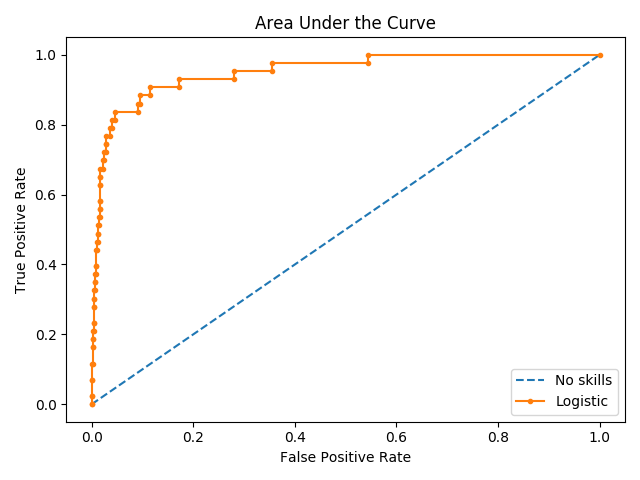 Area Under the Curve
1.0
0.8
0.6
0.4
0.2
0.0
True Positive Rate
0.0 0.2 0.4 0.6 0.8 1.0
False Positive Rate
No skills
Logistic